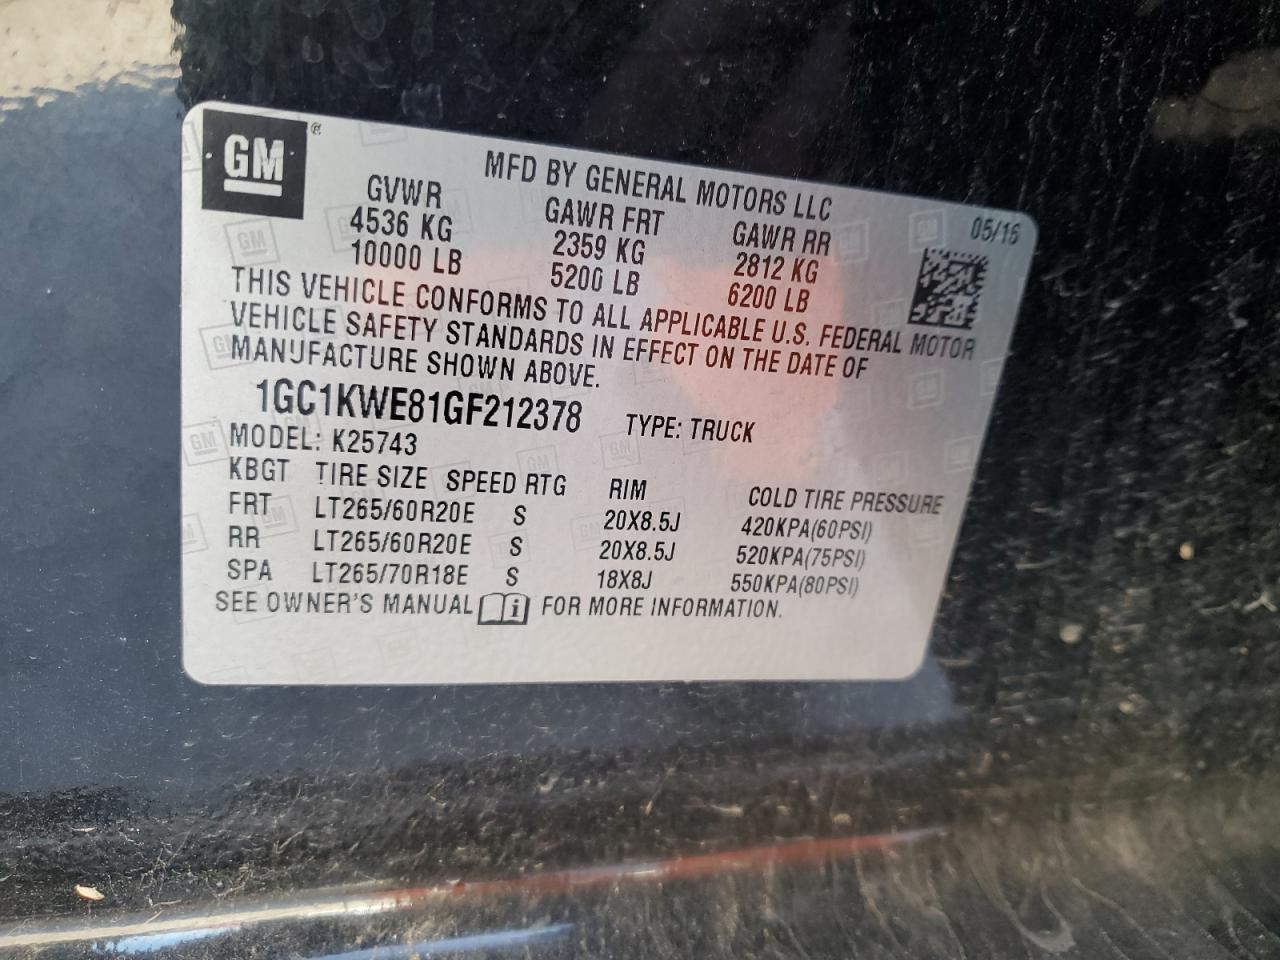 GM ®
MFD BY GENERAL MOTORS LLC
05/16
GVWR GAWR FRT GAWR RR
4536 KG 2359 KG 2812 KG
10000 LB 5200 LB 6200 LB
THIS VEHICLE CONFORMS TO ALL APPLICABLE U.S. FEDERAL MOTOR
VEHICLE SAFETY STANDARDS IN EFFECT ON THE DATE OF
MANUFACTURE SHOWN ABOVE.
1GC1KWE81GF212378 TYPE: TRUCK
MODEL: K25743
KBGT TIRE SIZE SPEED RTG RIM COLD TIRE PRESSURE
FRT LT265/60R20E S 20X8.5J 420KPA(60PSI)
RR LT265/60R20E S 20X8.5J 520KPA(75PSI)
SPA LT265/70R18E S 18X8J 550KPA(80PSI)
SEE OWNER'S MANUAL i FOR MORE INFORMATION.